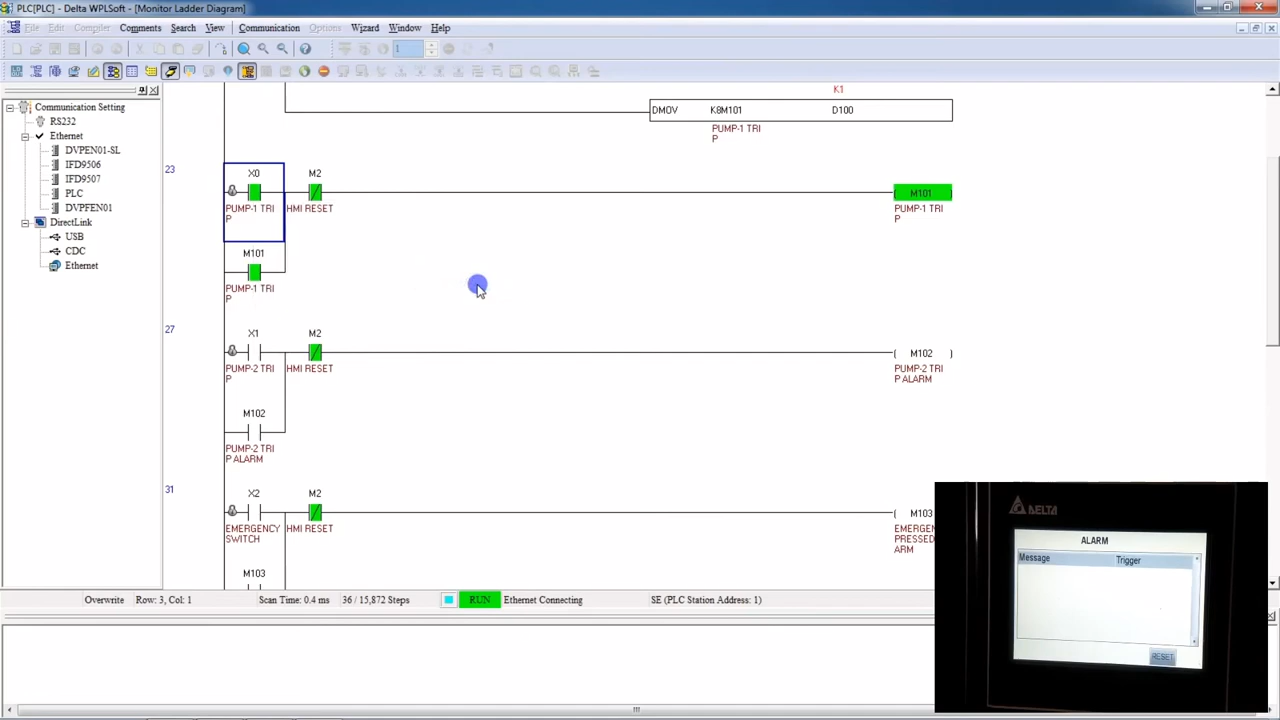 PLC[PLC] - Delta WPLSoft - [Monitor Ladder Diagram]
File Edit Compiler Comments Search View Communication Options Wizard Window Help
1
Communication Setting
RS232
Ethernet
DVPEN01-SL
IFD9506
IFD9507
PLC
DVPFEN01
DirectLink
USB
CDC
Ethernet
K1
DMOV K8M101 D100
PUMP-1 TRI
P
23
X0 M2
M101
PUMP-1 TRI HMI RESET PUMP-1 TRI
P P
M101
PUMP-1 TRI
P
27
X1 M2
M102
PUMP-2 TRI HMI RESET PUMP-2 TRI
P P ALARM
M102
PUMP-2 TRI
P ALARM
31
X2 M2
M103
EMERGENCY HMI RESET EMERGEN
SWITCH PRESSED
ARM
M103
Overwrite Row: 3, Col: 1 Scan Time: 0.4 ms 36 / 15,872 Steps RUN Ethernet Connecting SE (PLC Station Address: 1)
DELTA
ALARM
Message Trigger
RESET